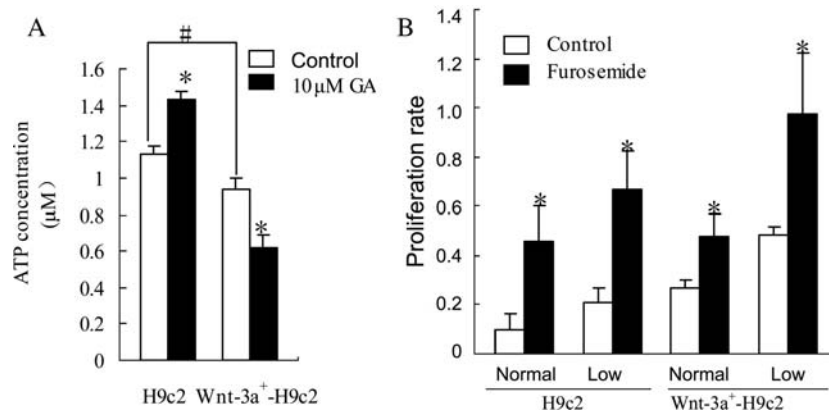 A
#
Control
10μM GA
ATP concentration
(μM)
1.6
1.4
1.2
1
0.8
0.6
0.4
0.2
0
*
*
H9c2 Wnt-3a⁺-H9c2
B
Control
Furosemide
Proliferation rate
1.4
1.2
1.0
0.8
0.6
0.4
0.2
0
*
*
*
*
Normal Low Normal Low
H9c2 Wnt-3a⁺-H9c2